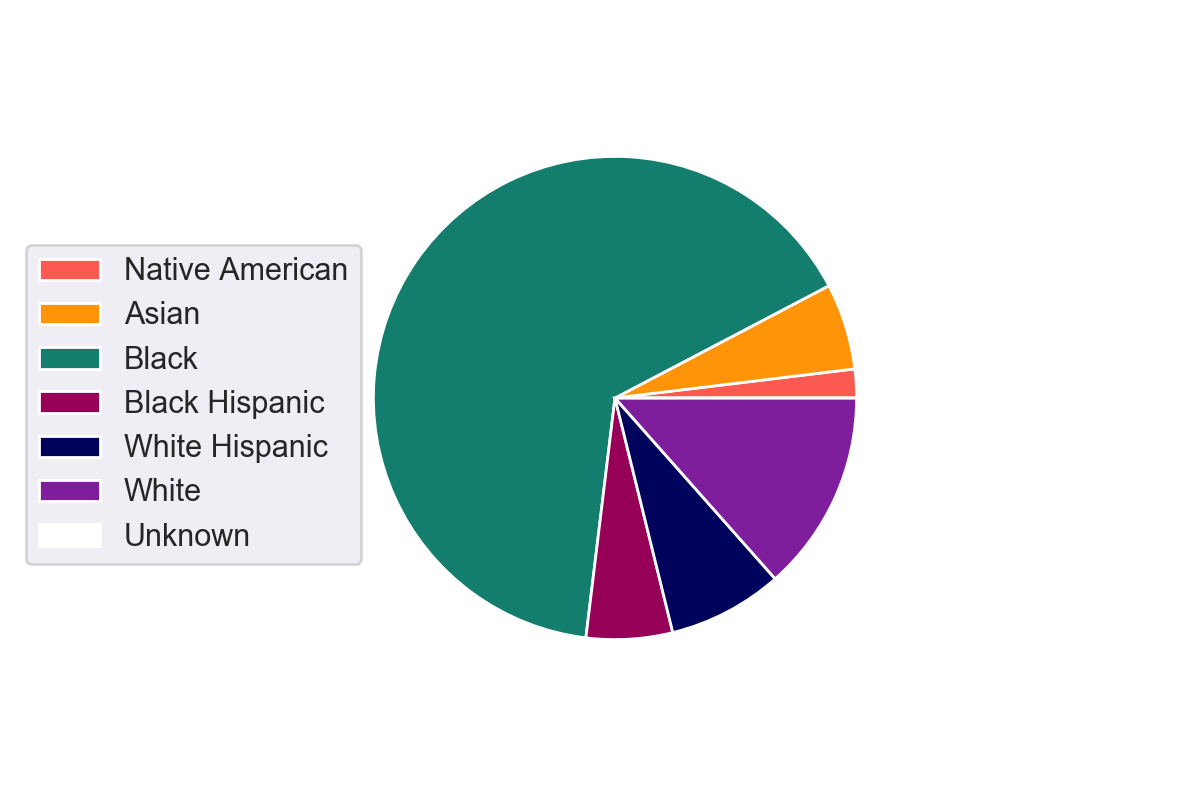 Native American
Asian
Black
Black Hispanic
White Hispanic
White
Unknown